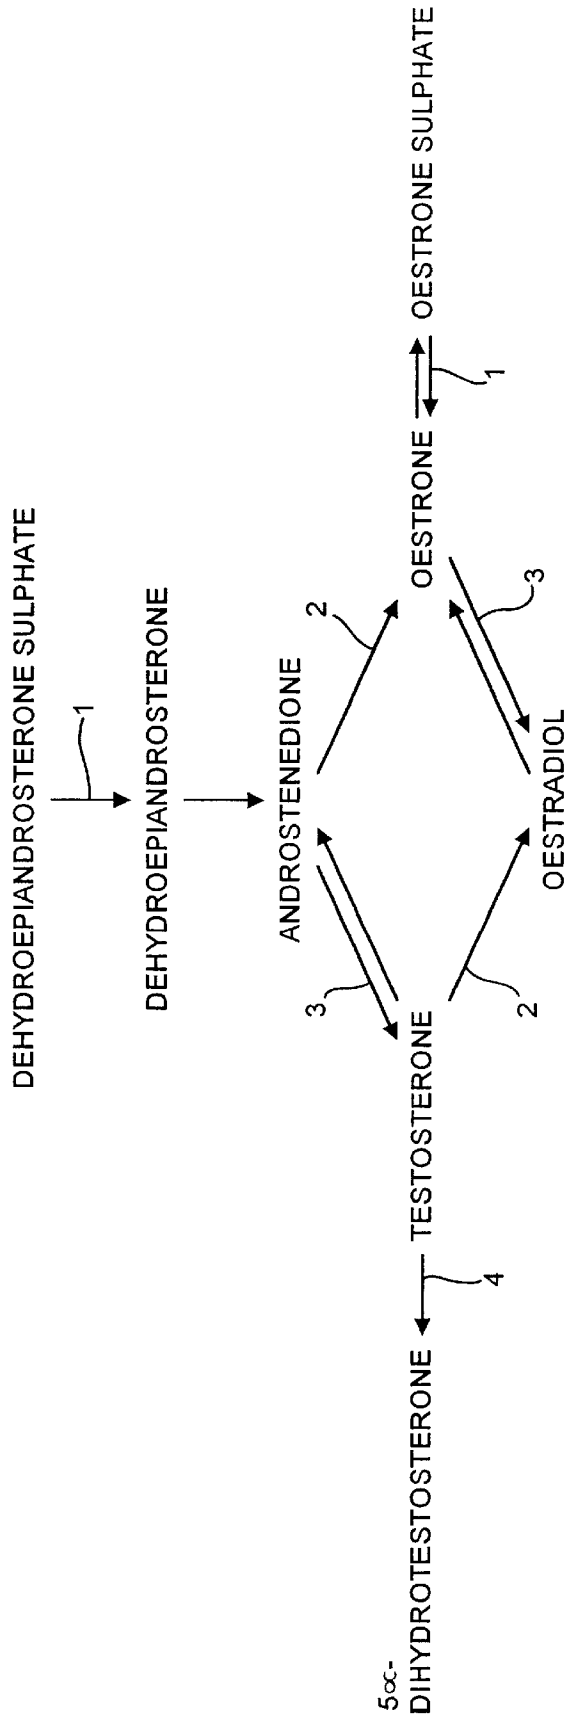 DEHYDROEPIANDROSTERONE SULPHATE
1
DEHYDROEPIANDROSTERONE
ANDROSTENEDIONE
3
2
5α-
DIHYDROTESTOSTERONE
TESTOSTERONE
OESTRONE
OESTRONE SULPHATE
4
1
2
3
OESTRADIOL